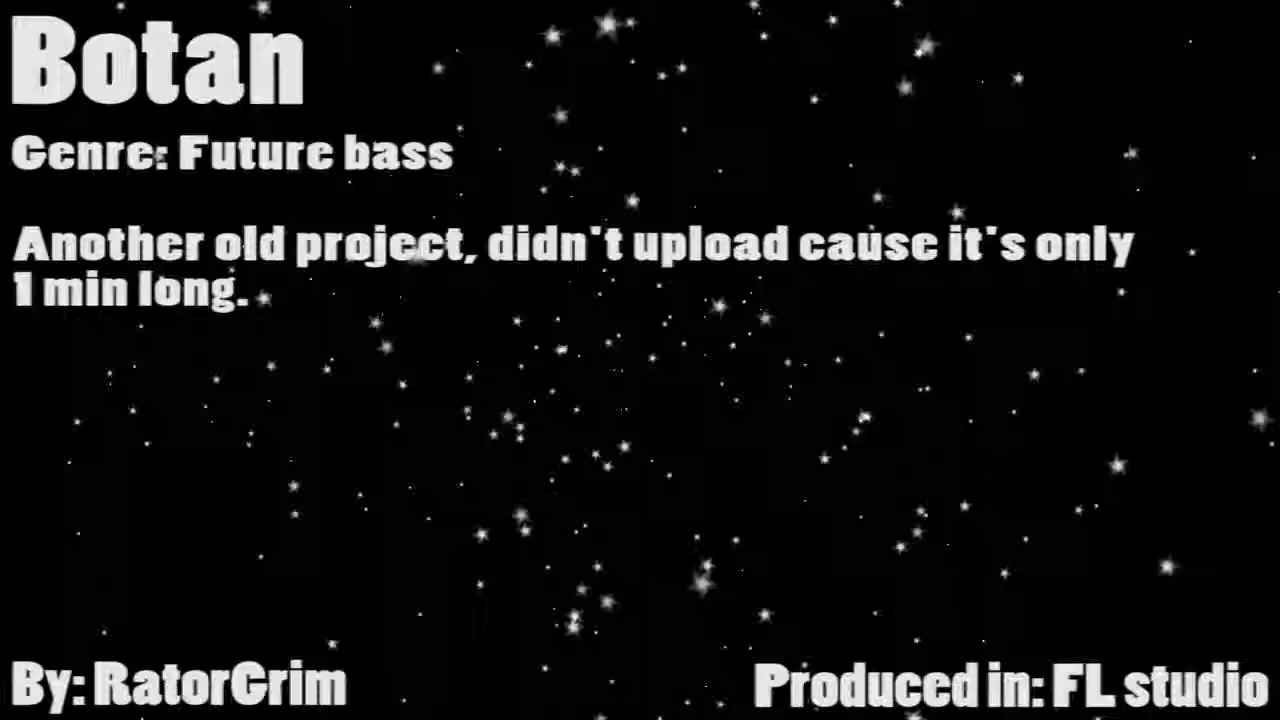 Botan
Genre: Future bass
Another old project, didn't upload cause it's only
1 min long.
By: RatorGrim
Produced in: FL studio